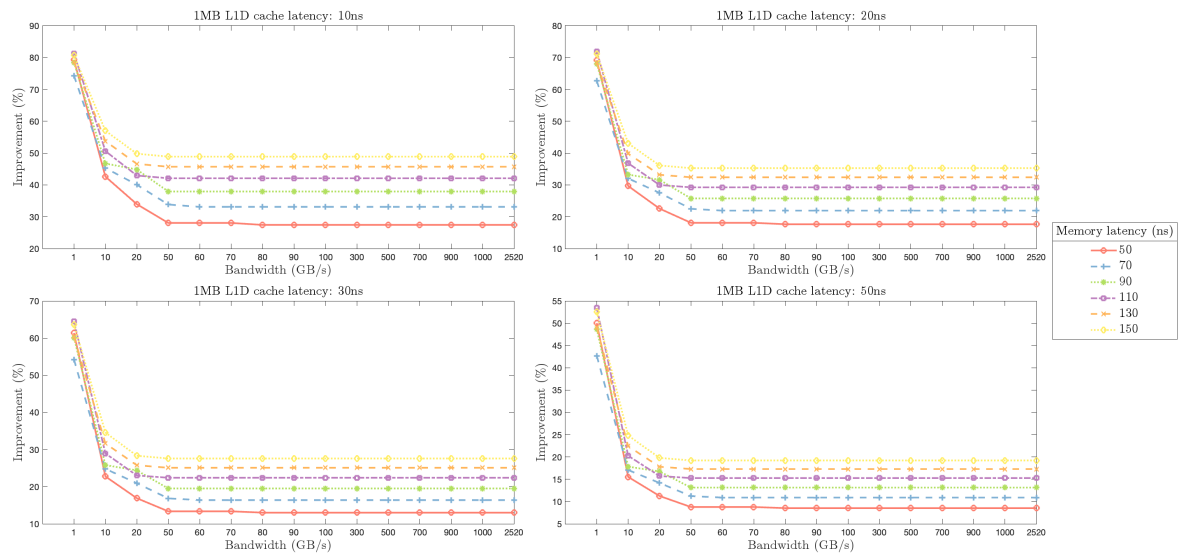 1MB L1D cache latency: 10ns
90
80
70
60
50
40
30
20
Improvement (%)
1 10 20 50 60 70 80 90 100 300 500 700 900 1000 2520
Bandwidth (GB/s)
1MB L1D cache latency: 20ns
80
70
60
50
40
30
20
10
Improvement (%)
1 10 20 50 60 70 80 90 100 300 500 700 900 1000 2520
Bandwidth (GB/s)
1MB L1D cache latency: 30ns
70
60
50
40
30
20
10
Improvement (%)
1 10 20 50 60 70 80 90 100 300 500 700 900 1000 2520
Bandwidth (GB/s)
1MB L1D cache latency: 50ns
55
50
45
40
35
30
25
20
15
10
5
Improvement (%)
1 10 20 50 60 70 80 90 100 300 500 700 900 1000 2520
Bandwidth (GB/s)
Memory latency (ns)
50
70
90
110
130
150